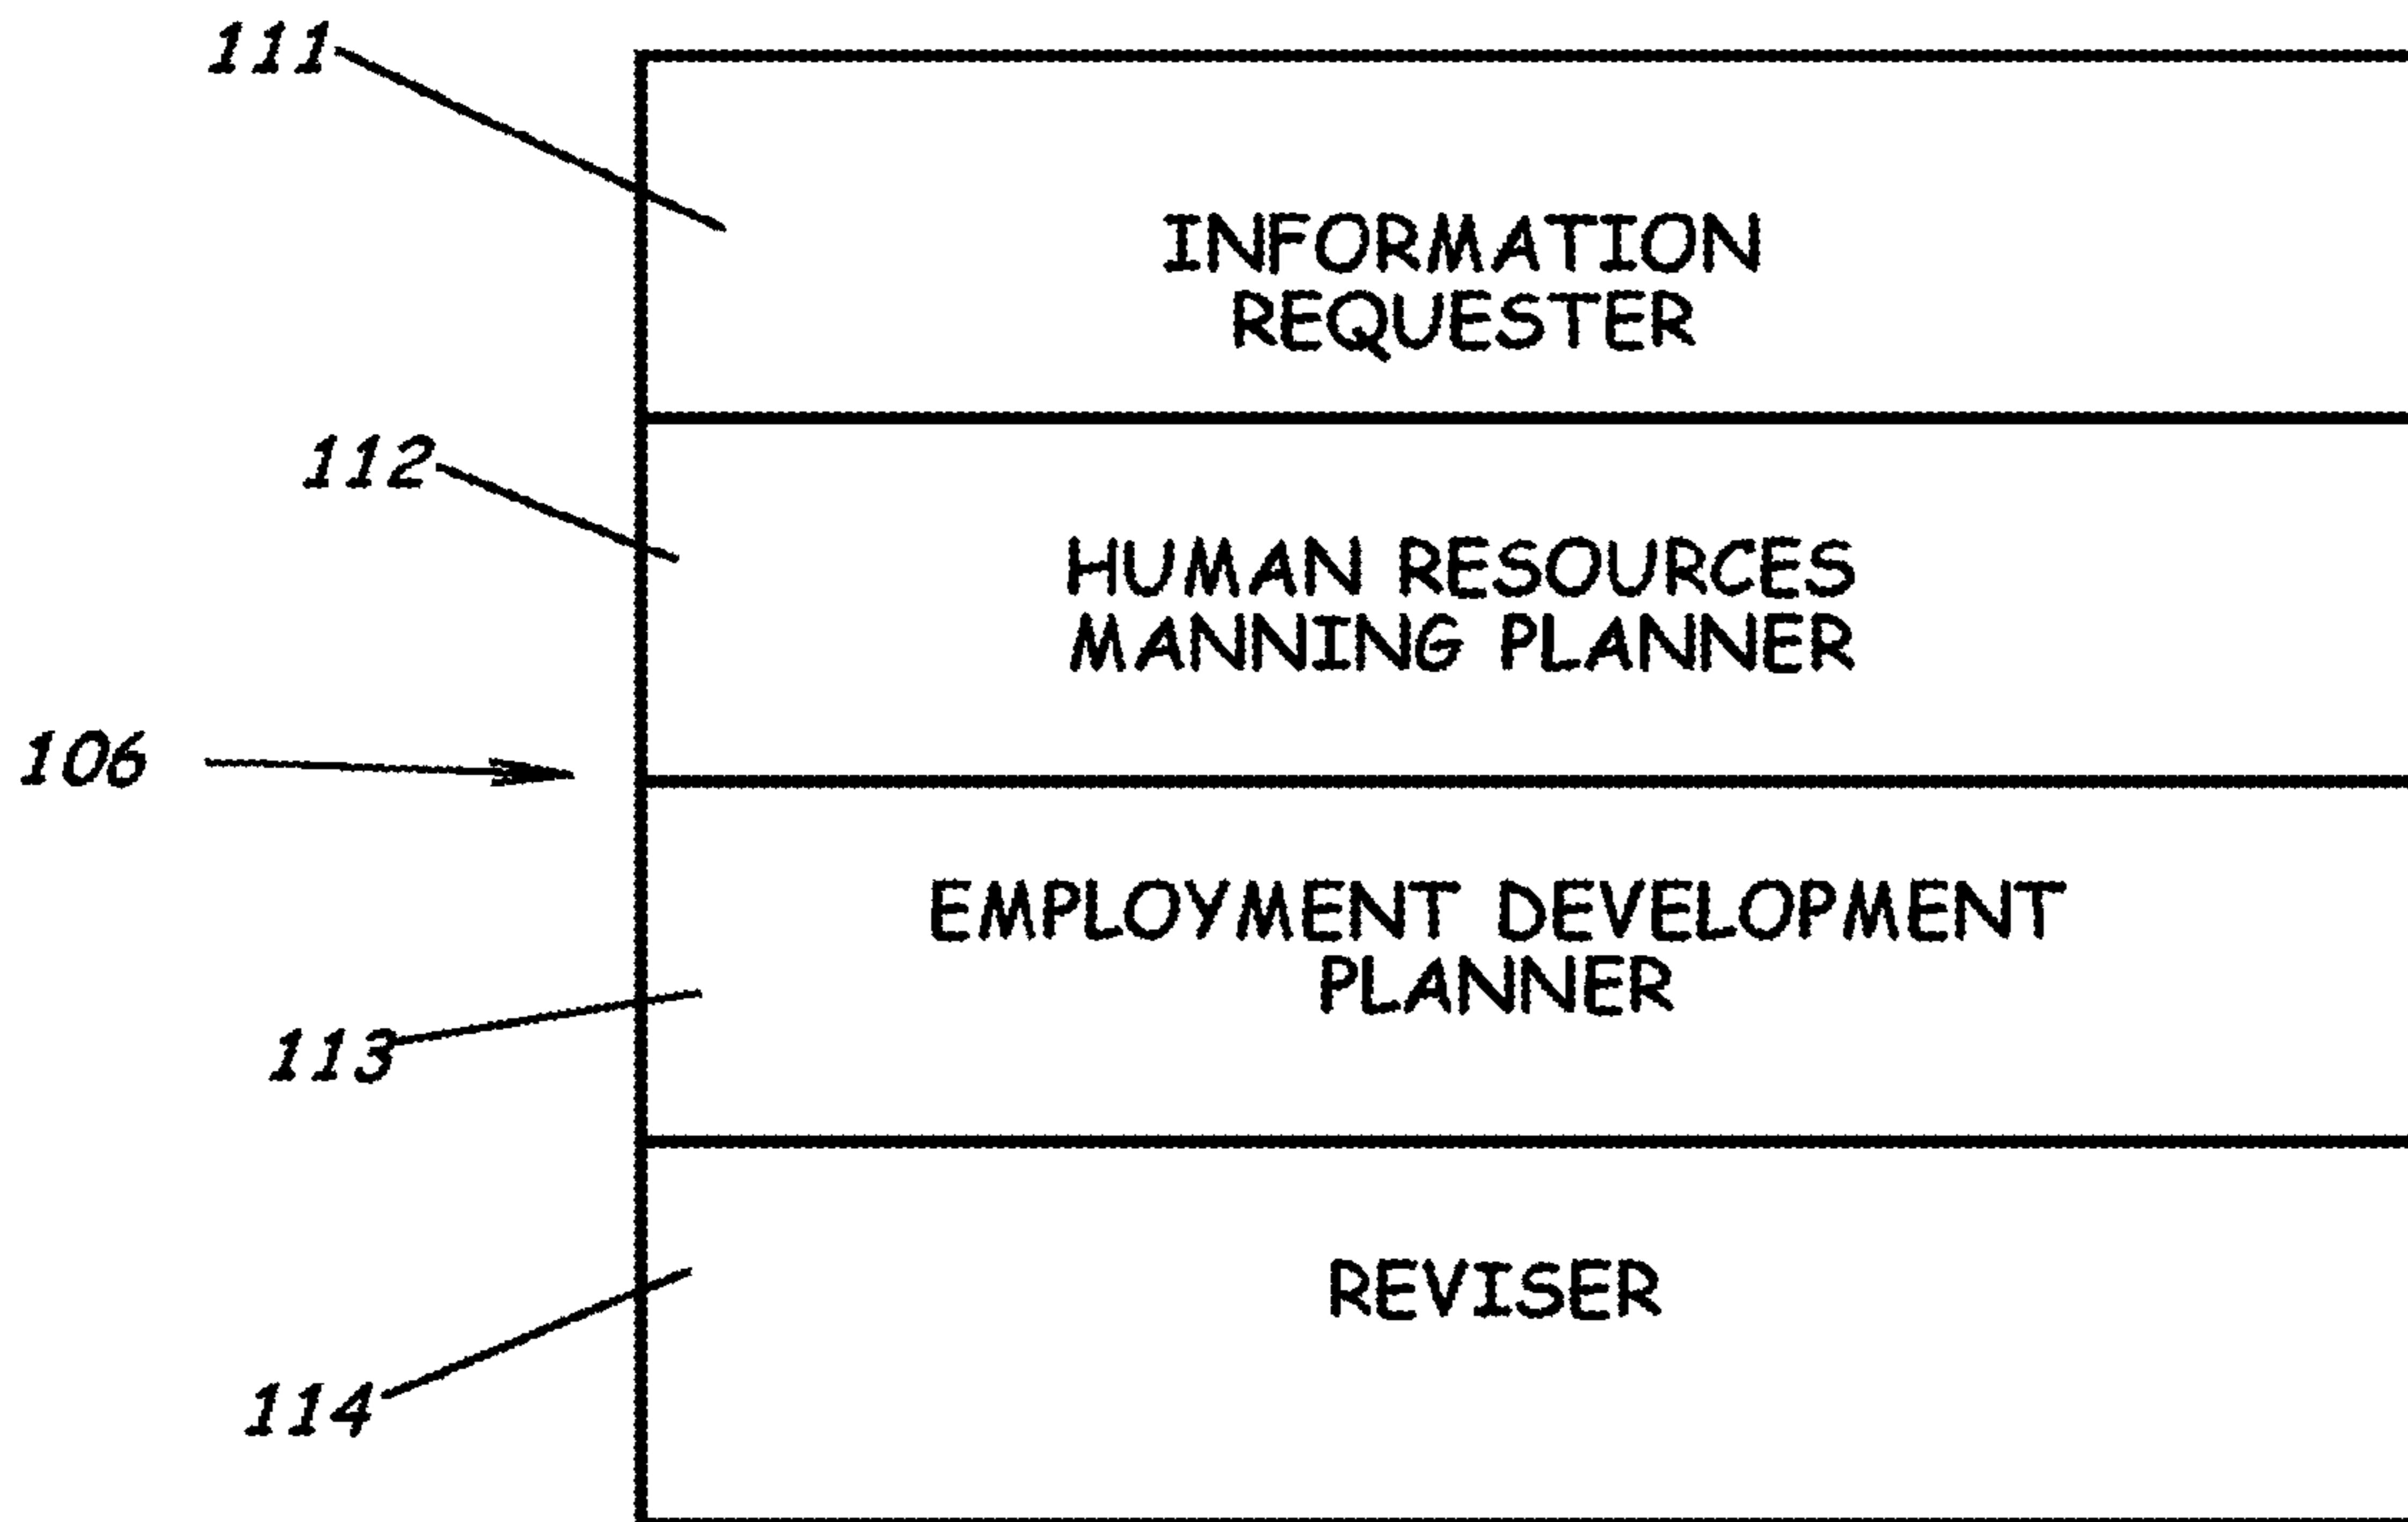 111
INFORMATION
REQUESTER
112
HUMAN RESOURCES
MANNING PLANNER
106
EMPLOYMENT DEVELOPMENT
PLANNER
113
REVISER
114